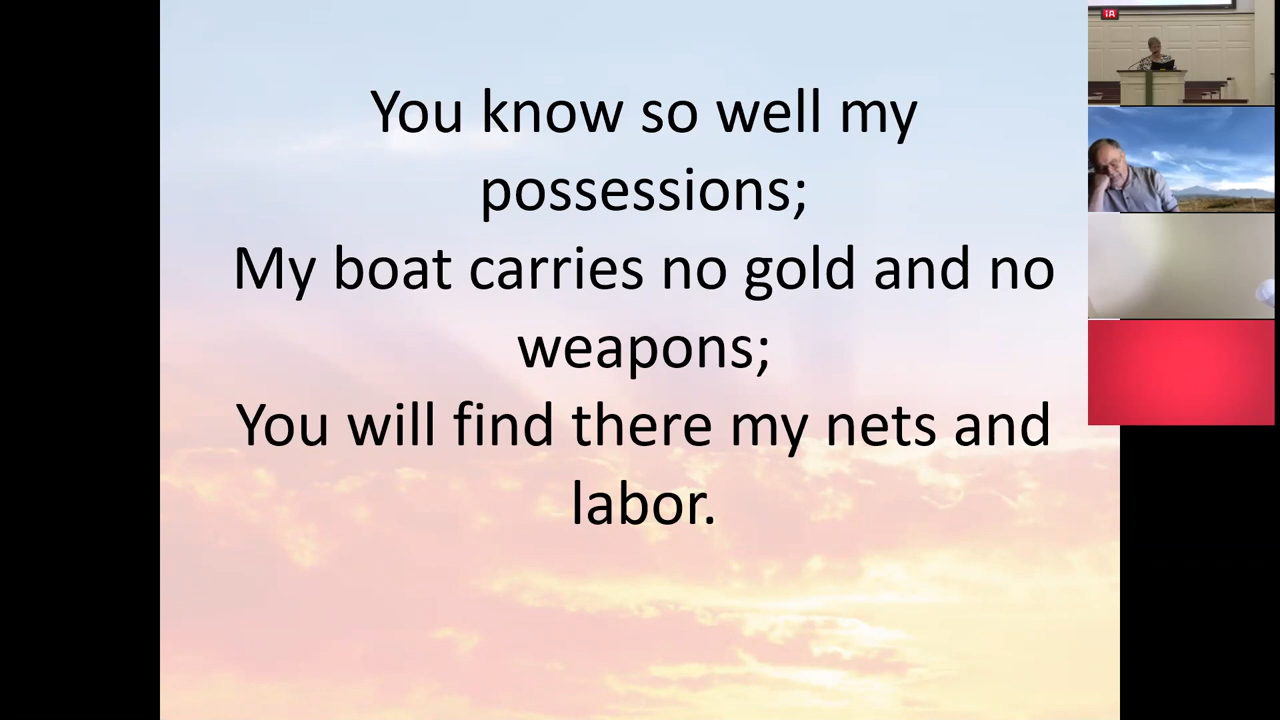 You know so well my
possessions;
My boat carries no gold and no
weapons;
You will find there my nets and
labor.